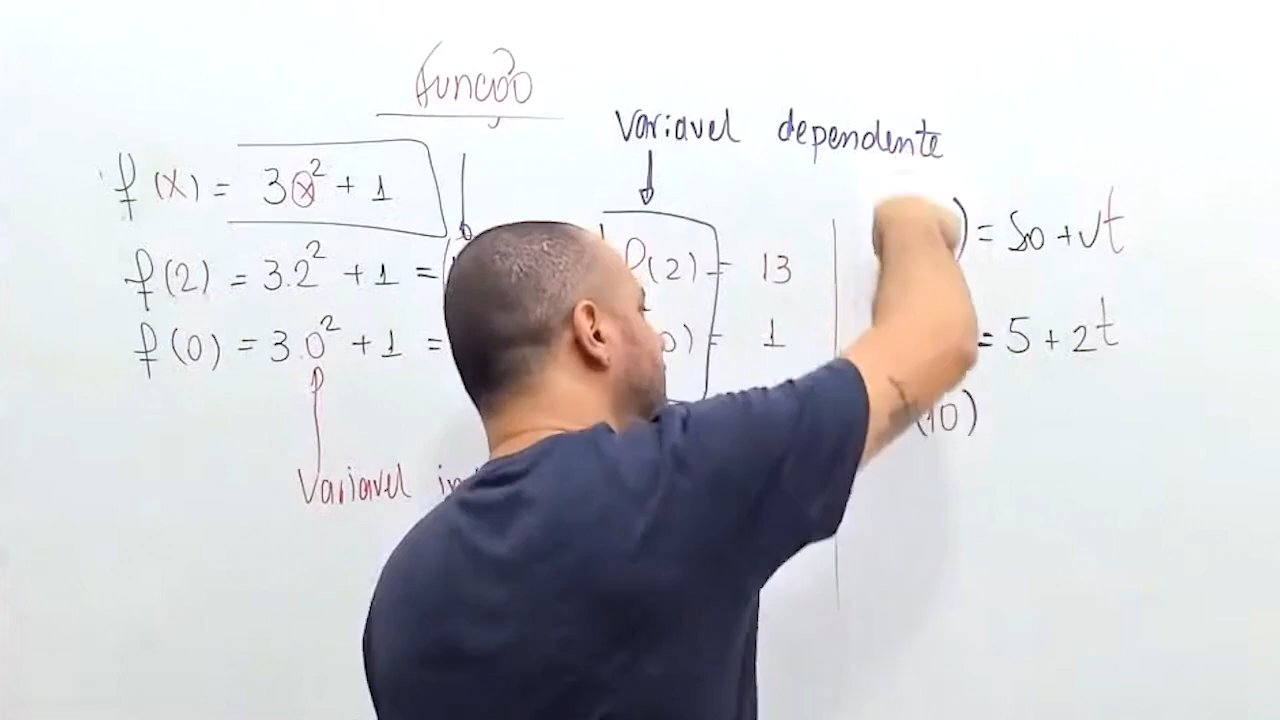 Função
Variavel dependente
f(x) = 3x² + 1
) = So + vt
f(2) = 3.2² + 1 =
f(2) = 13
f(0) = 3.0² + 1 =
0) = 1
= 5 + 2t
(10)
Variavel